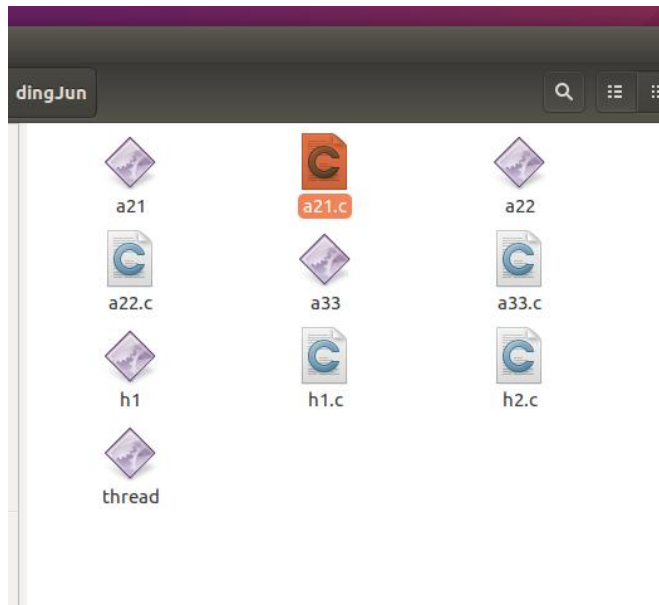 dingJun
a21
a21.c
a22
a22.c
a33
a33.c
h1
h1.c
h2.c
thread